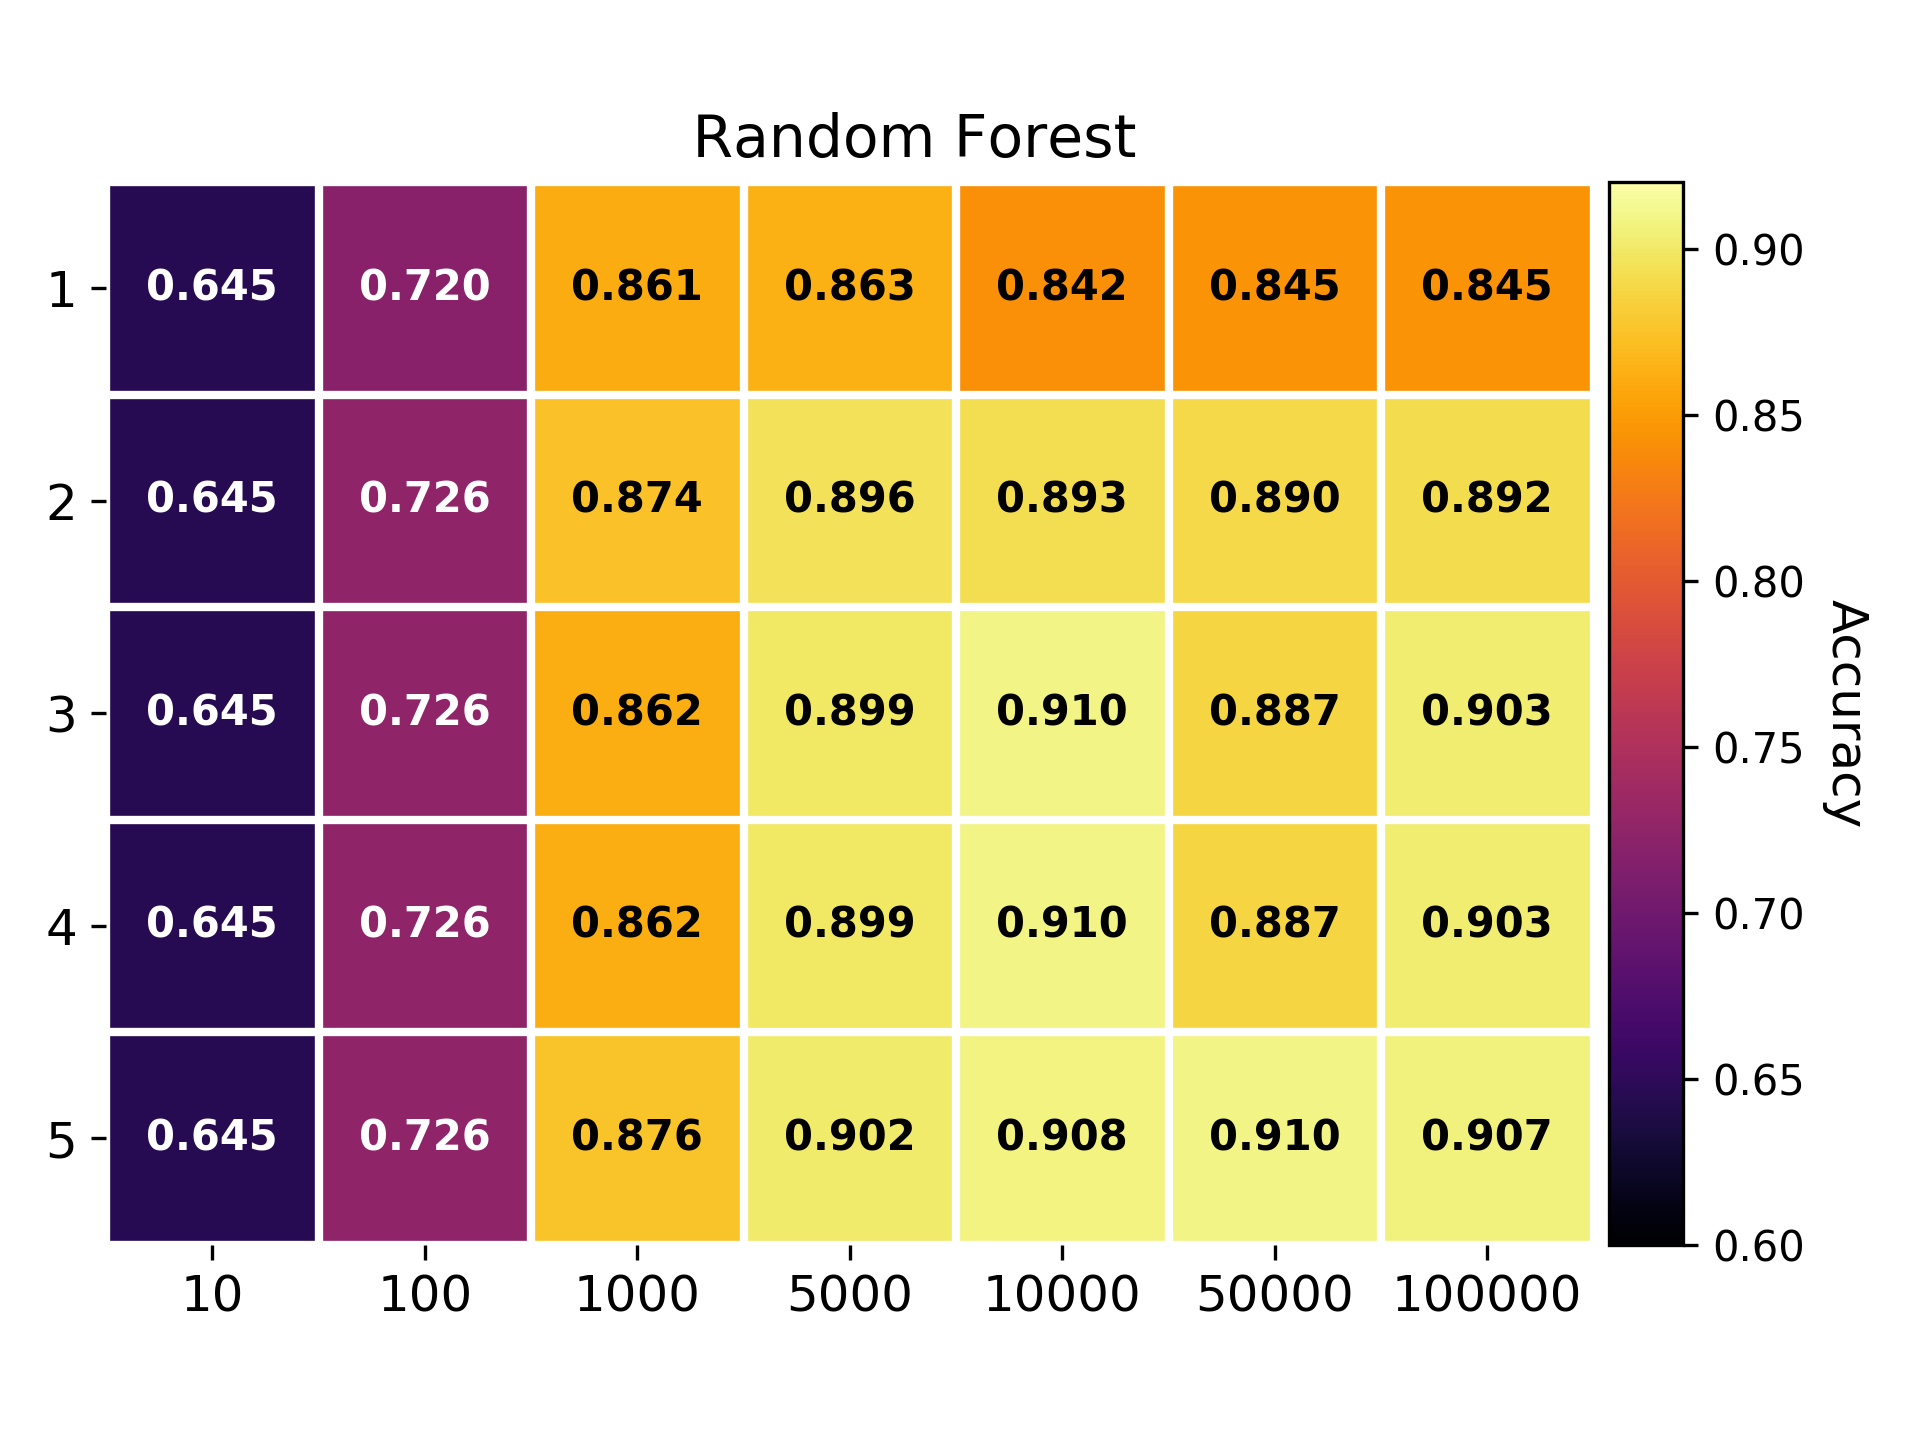 Random Forest
1 0.645 0.720 0.861 0.863 0.842 0.845 0.845
2 0.645 0.726 0.874 0.896 0.893 0.890 0.892
3 0.645 0.726 0.862 0.899 0.910 0.887 0.903
4 0.645 0.726 0.862 0.899 0.910 0.887 0.903
5 0.645 0.726 0.876 0.902 0.908 0.910 0.907
10 100 1000 5000 10000 50000 100000
0.90
0.85
0.80
0.75
0.70
0.65
0.60
Accuracy